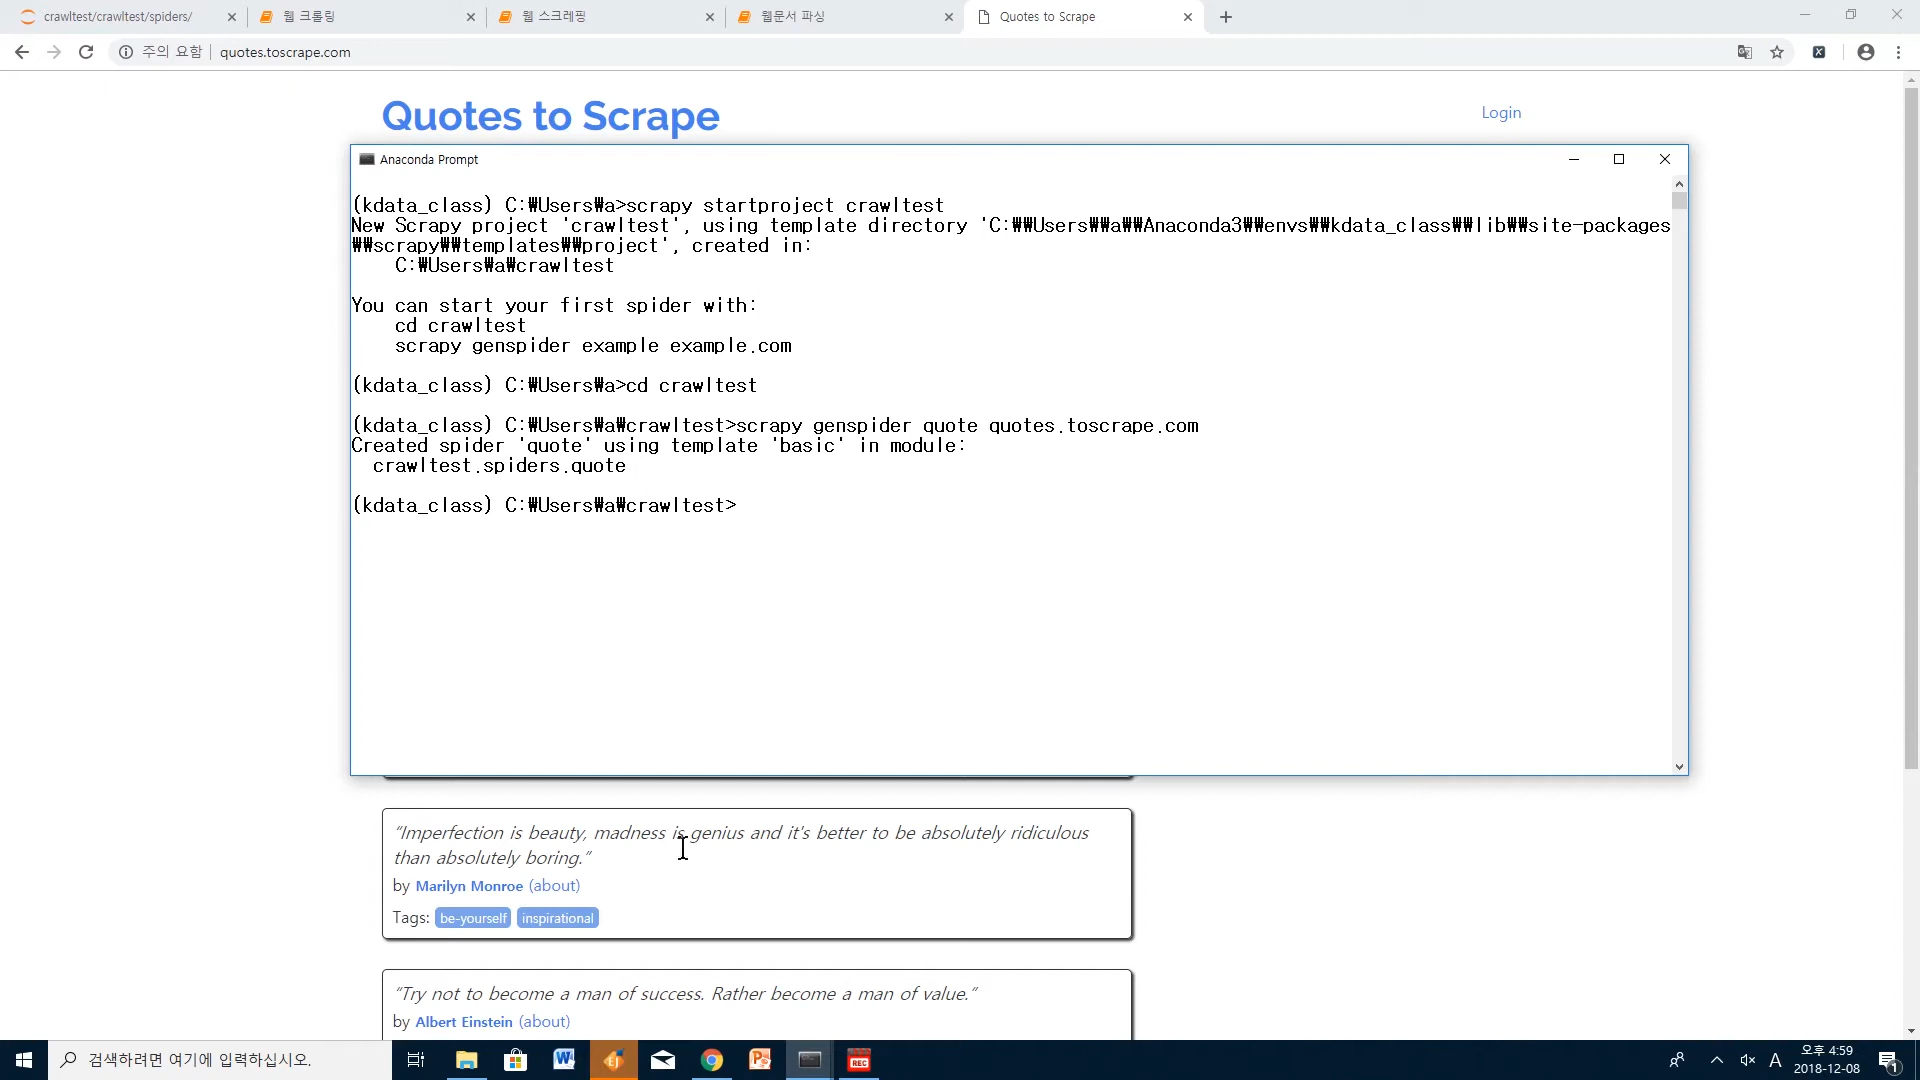 crawltest/crawltest/spiders/
웹 크롤링
웹 스크레핑
웹문서 파싱
Quotes to Scrape
주의 요함
quotes.toscrape.com
Quotes to Scrape
Login
Anaconda Prompt
(kdata_class) C:₩Users₩a>scrapy startproject crawltest
New Scrapy project 'crawltest', using template directory 'C:₩₩Users₩₩a₩₩Anaconda3₩₩envs₩₩kdata_class₩₩lib₩₩site-packages
₩₩scrapy₩₩templates₩₩project', created in:
C:₩Users₩a₩crawltest
You can start your first spider with:
cd crawltest
scrapy genspider example example.com
(kdata_class) C:₩Users₩a>cd crawltest
(kdata_class) C:₩Users₩a₩crawltest>scrapy genspider quote quotes.toscrape.com
Created spider 'quote' using template 'basic' in module:
crawltest.spiders.quote
(kdata_class) C:₩Users₩a₩crawltest>
“Imperfection is beauty, madness is genius and it's better to be absolutely ridiculous
than absolutely boring.”
by Marilyn Monroe (about)
Tags: be-yourself inspirational
“Try not to become a man of success. Rather become a man of value.”
by Albert Einstein (about)
검색하려면 여기에 입력하십시오.
REC
A
오후 4:59
2018-12-08
1